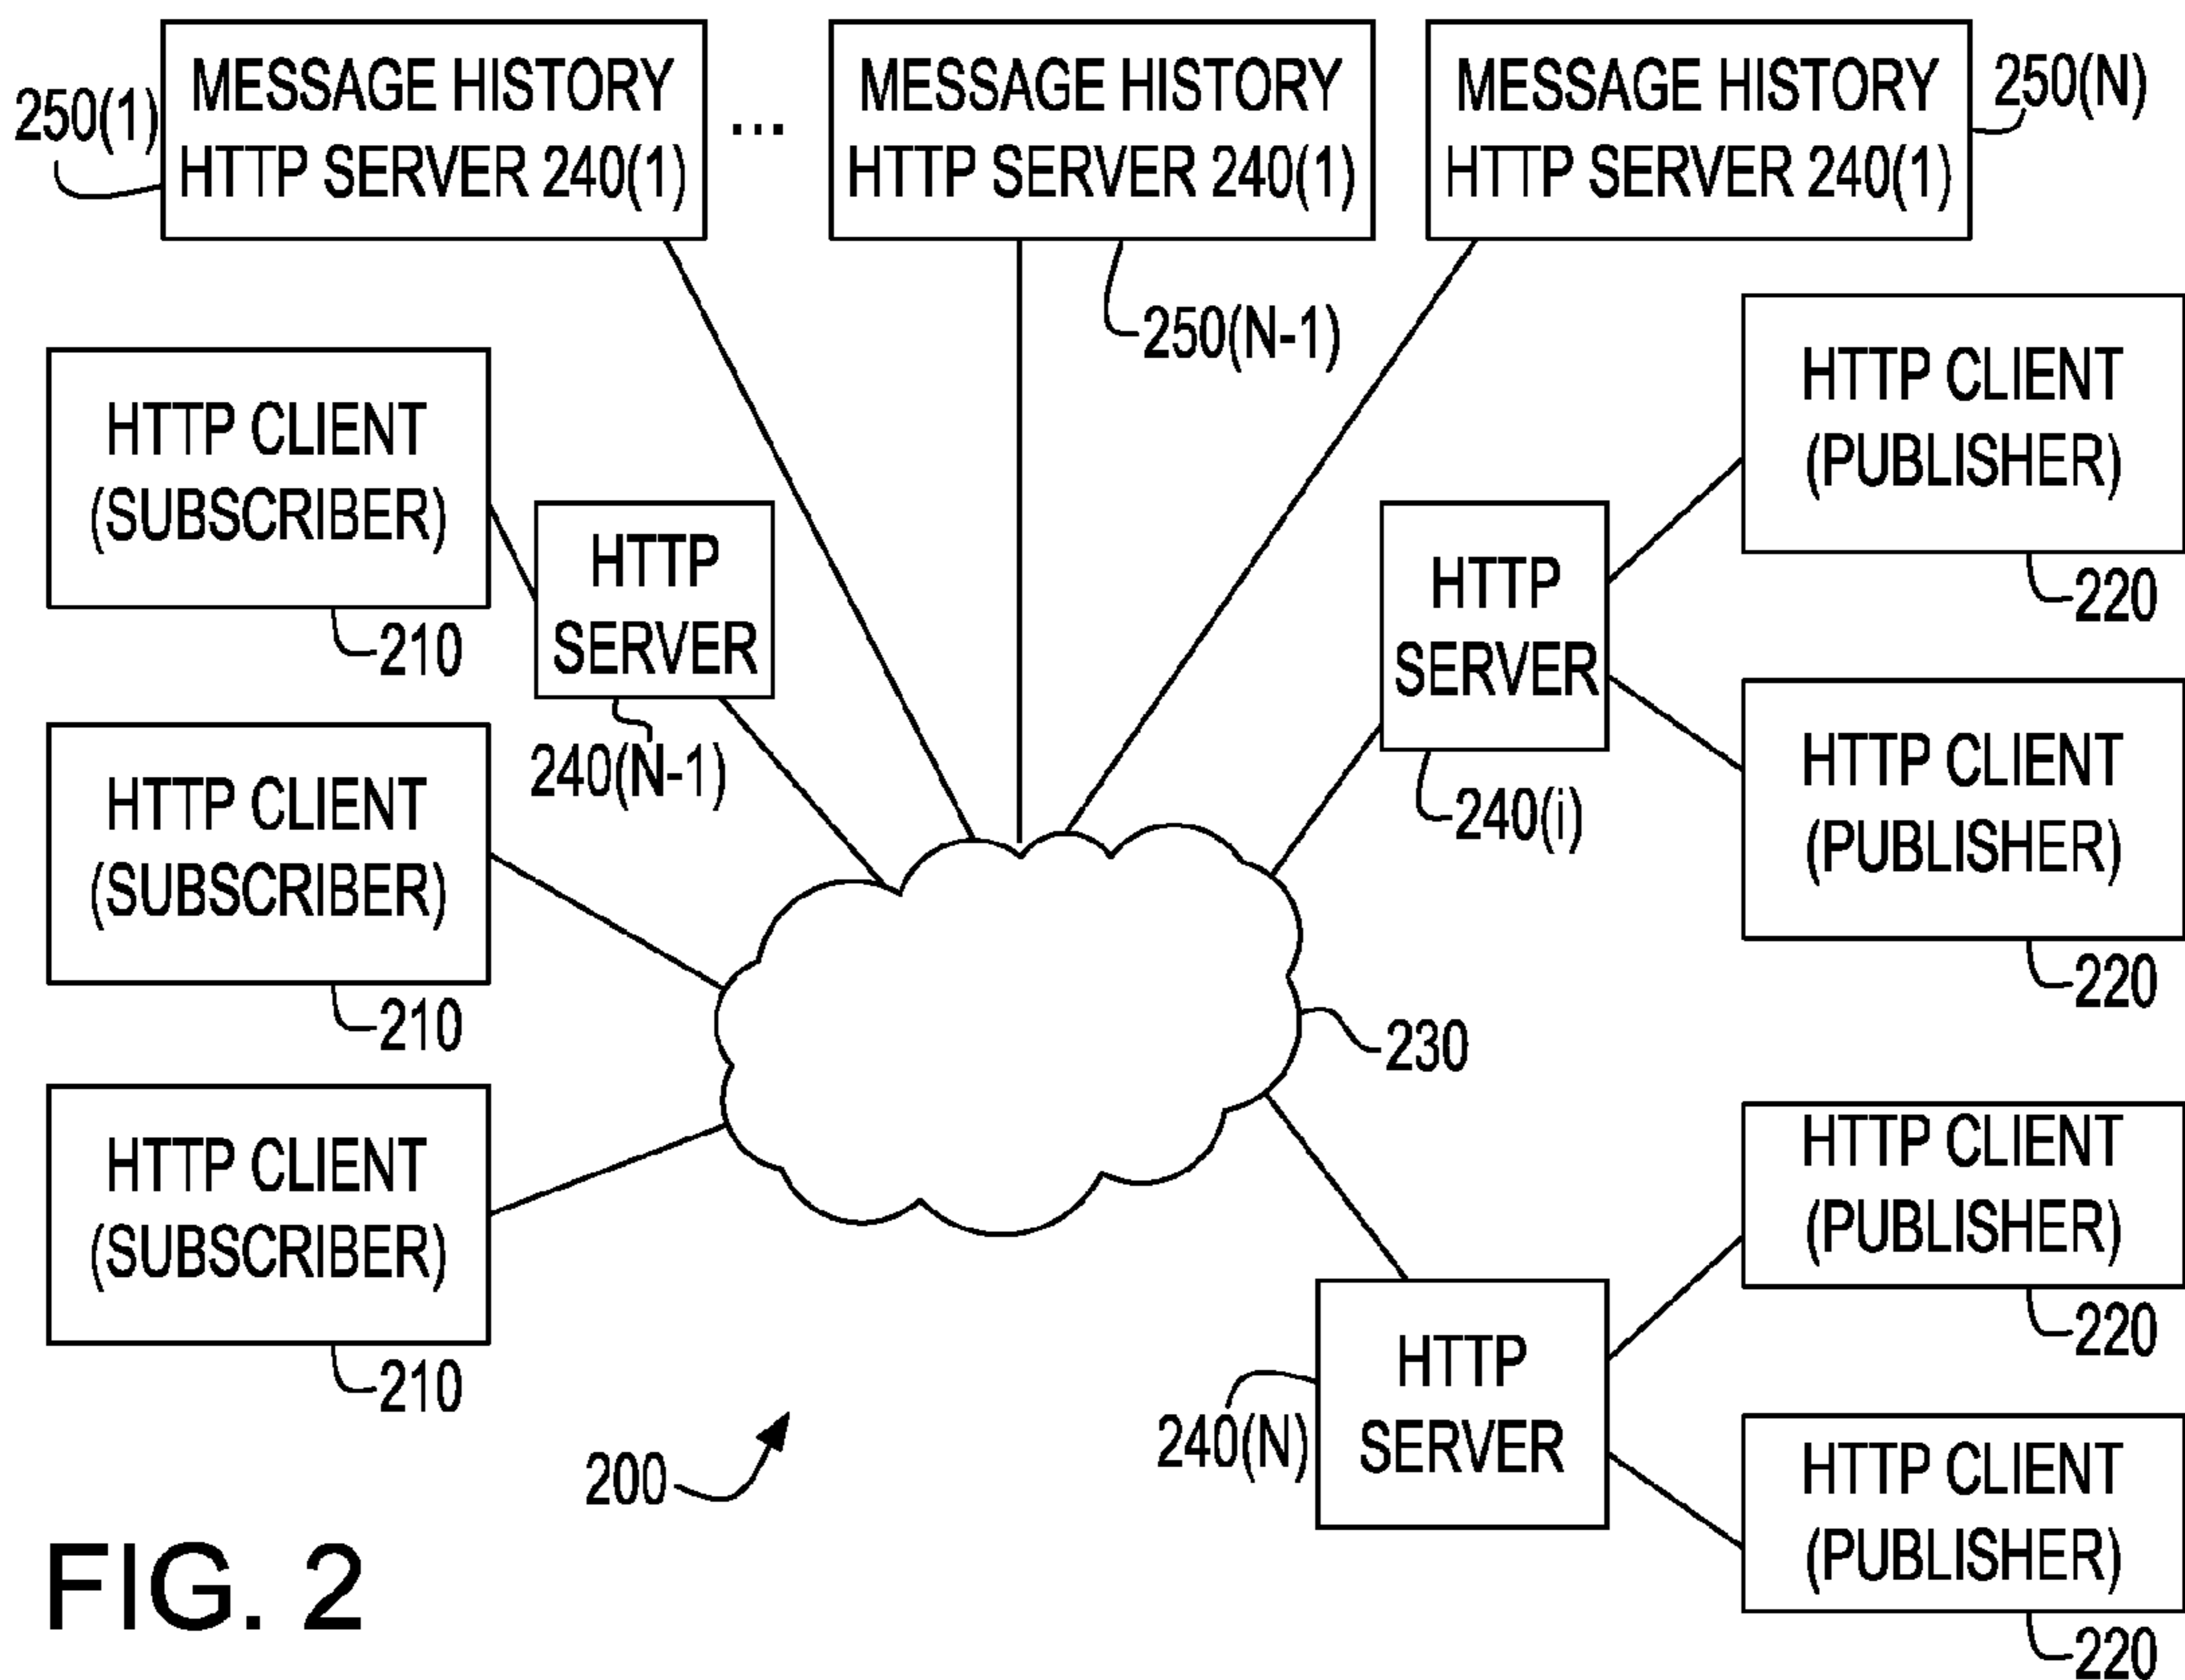 MESSAGE HISTORY
HTTP SERVER 240(1)
250(1)
...
MESSAGE HISTORY
HTTP SERVER 240(1)
250(N-1)
MESSAGE HISTORY
HTTP SERVER 240(1)
250(N)
HTTP CLIENT
(SUBSCRIBER)
210
HTTP
SERVER
240(N-1)
HTTP
SERVER
240(i)
HTTP CLIENT
(PUBLISHER)
220
HTTP CLIENT
(SUBSCRIBER)
210
HTTP CLIENT
(PUBLISHER)
220
230
HTTP CLIENT
(SUBSCRIBER)
210
HTTP CLIENT
(PUBLISHER)
220
HTTP
SERVER
240(N)
HTTP CLIENT
(PUBLISHER)
220
200
FIG. 2